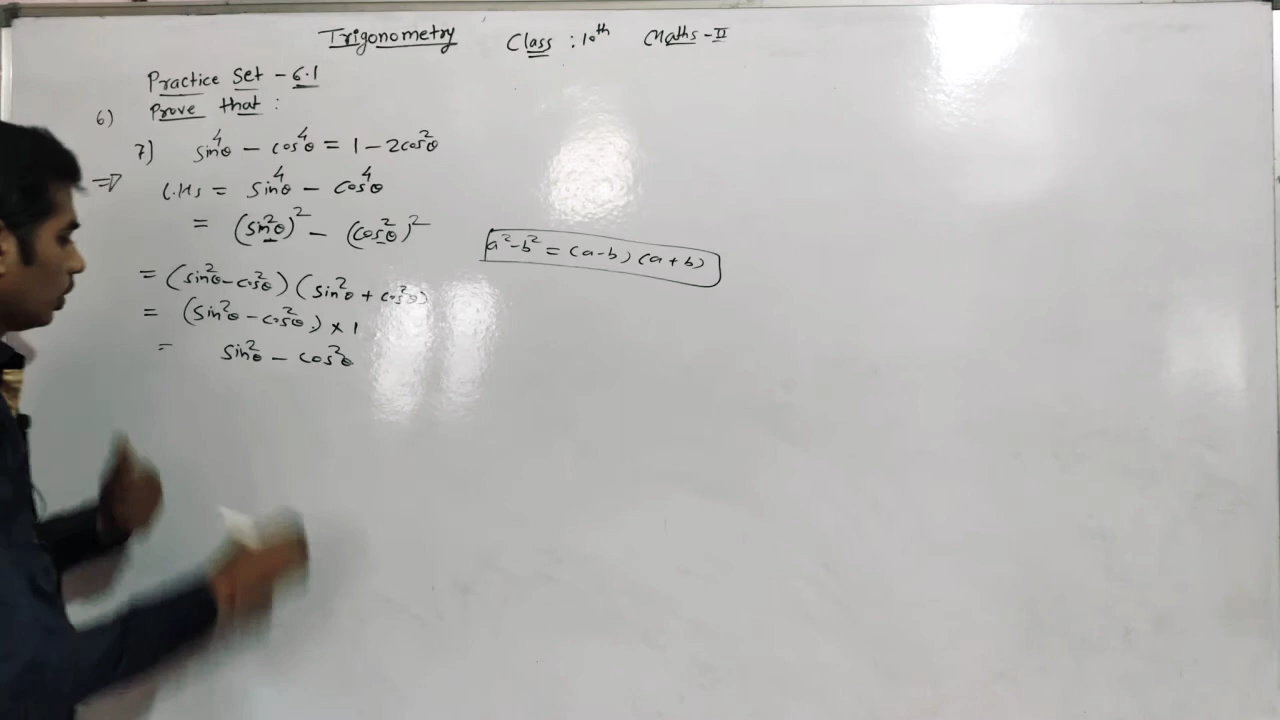 Trigonometry Class : 10th Maths-II
Practice Set - 6.1
6) Prove that :
7) sin⁴θ - cos⁴θ = 1 - 2cos²θ
⇒ L.Hs = sin⁴θ - cos⁴θ
= (sin²θ)² - (cos²θ)²
a²-b² = (a-b) (a+b)
= (sin²θ-cos²θ) (sin²θ + cos²θ)
= (sin²θ - cos²θ) × 1
= sin²θ - cos²θ